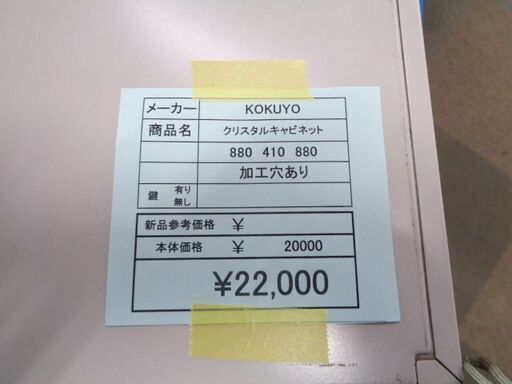 メーカー KOKUYO
商品名 クリスタルキャビネット
880 410 880
加工穴あり
鍵 有り 無し
新品参考価格 ¥
本体価格 ¥ 20000
¥22,000